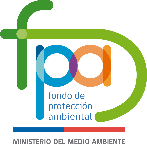 fpa
fondo de
protección
ambiental
MINISTERIO DEL MEDIO AMBIENTE